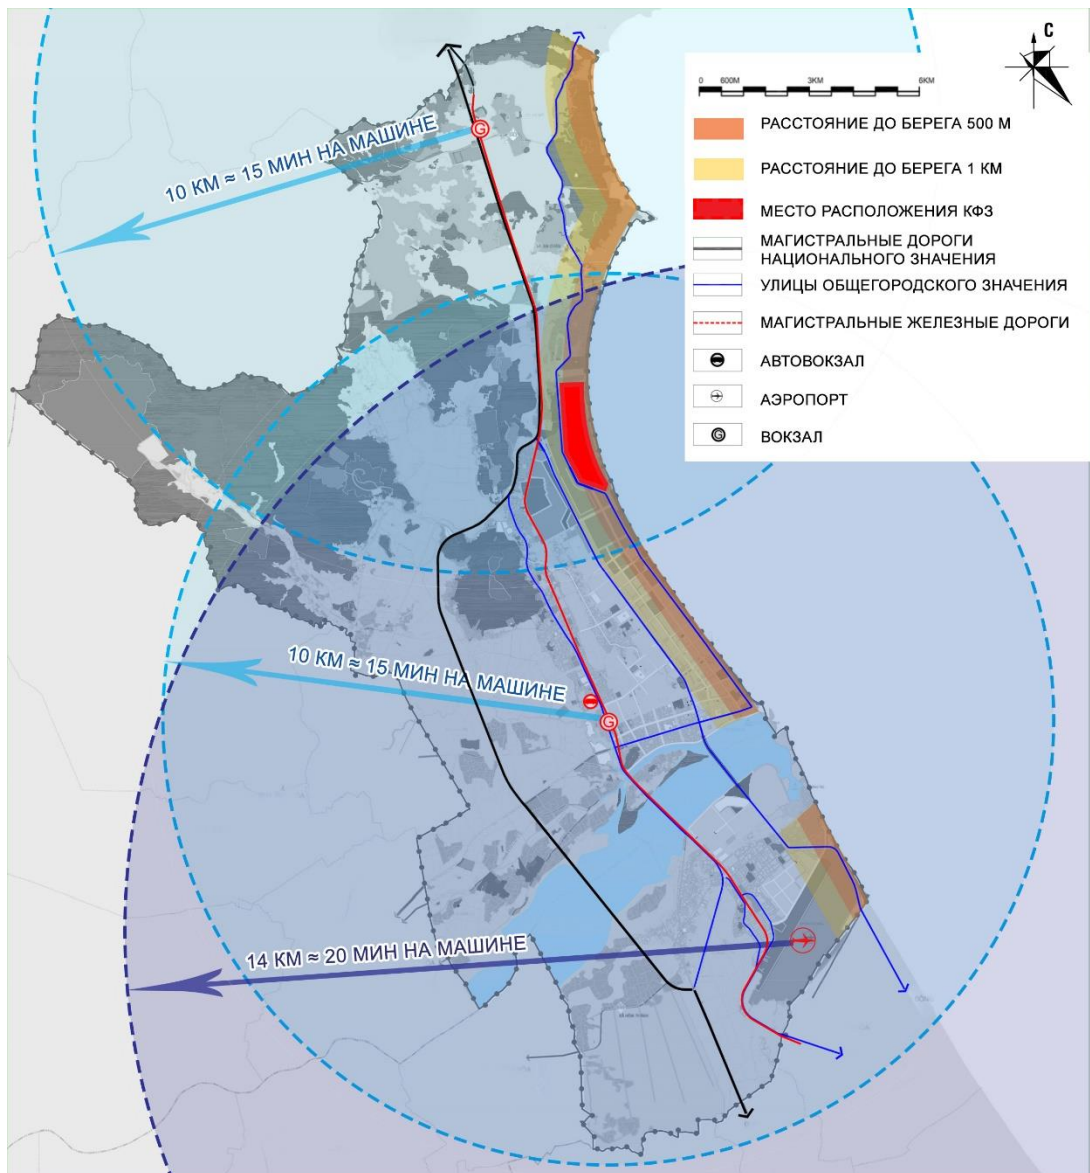 С
0 600М 3КМ 6КМ
РАССТОЯНИЕ ДО БЕРЕГА 500 М
РАССТОЯНИЕ ДО БЕРЕГА 1 КМ
МЕСТО РАСПОЛОЖЕНИЯ КФЗ
МАГИСТРАЛЬНЫЕ ДОРОГИ
НАЦИОНАЛЬНОГО ЗНАЧЕНИЯ
УЛИЦЫ ОБЩЕГОРОДСКОГО ЗНАЧЕНИЯ
МАГИСТРАЛЬНЫЕ ЖЕЛЕЗНЫЕ ДОРОГИ
АВТОВОКЗАЛ
АЭРОПОРТ
G ВОКЗАЛ
G
10 КМ ≈ 15 МИН НА МАШИНЕ
10 КМ ≈ 15 МИН НА МАШИНЕ
G
14 КМ ≈ 20 МИН НА МАШИНЕ